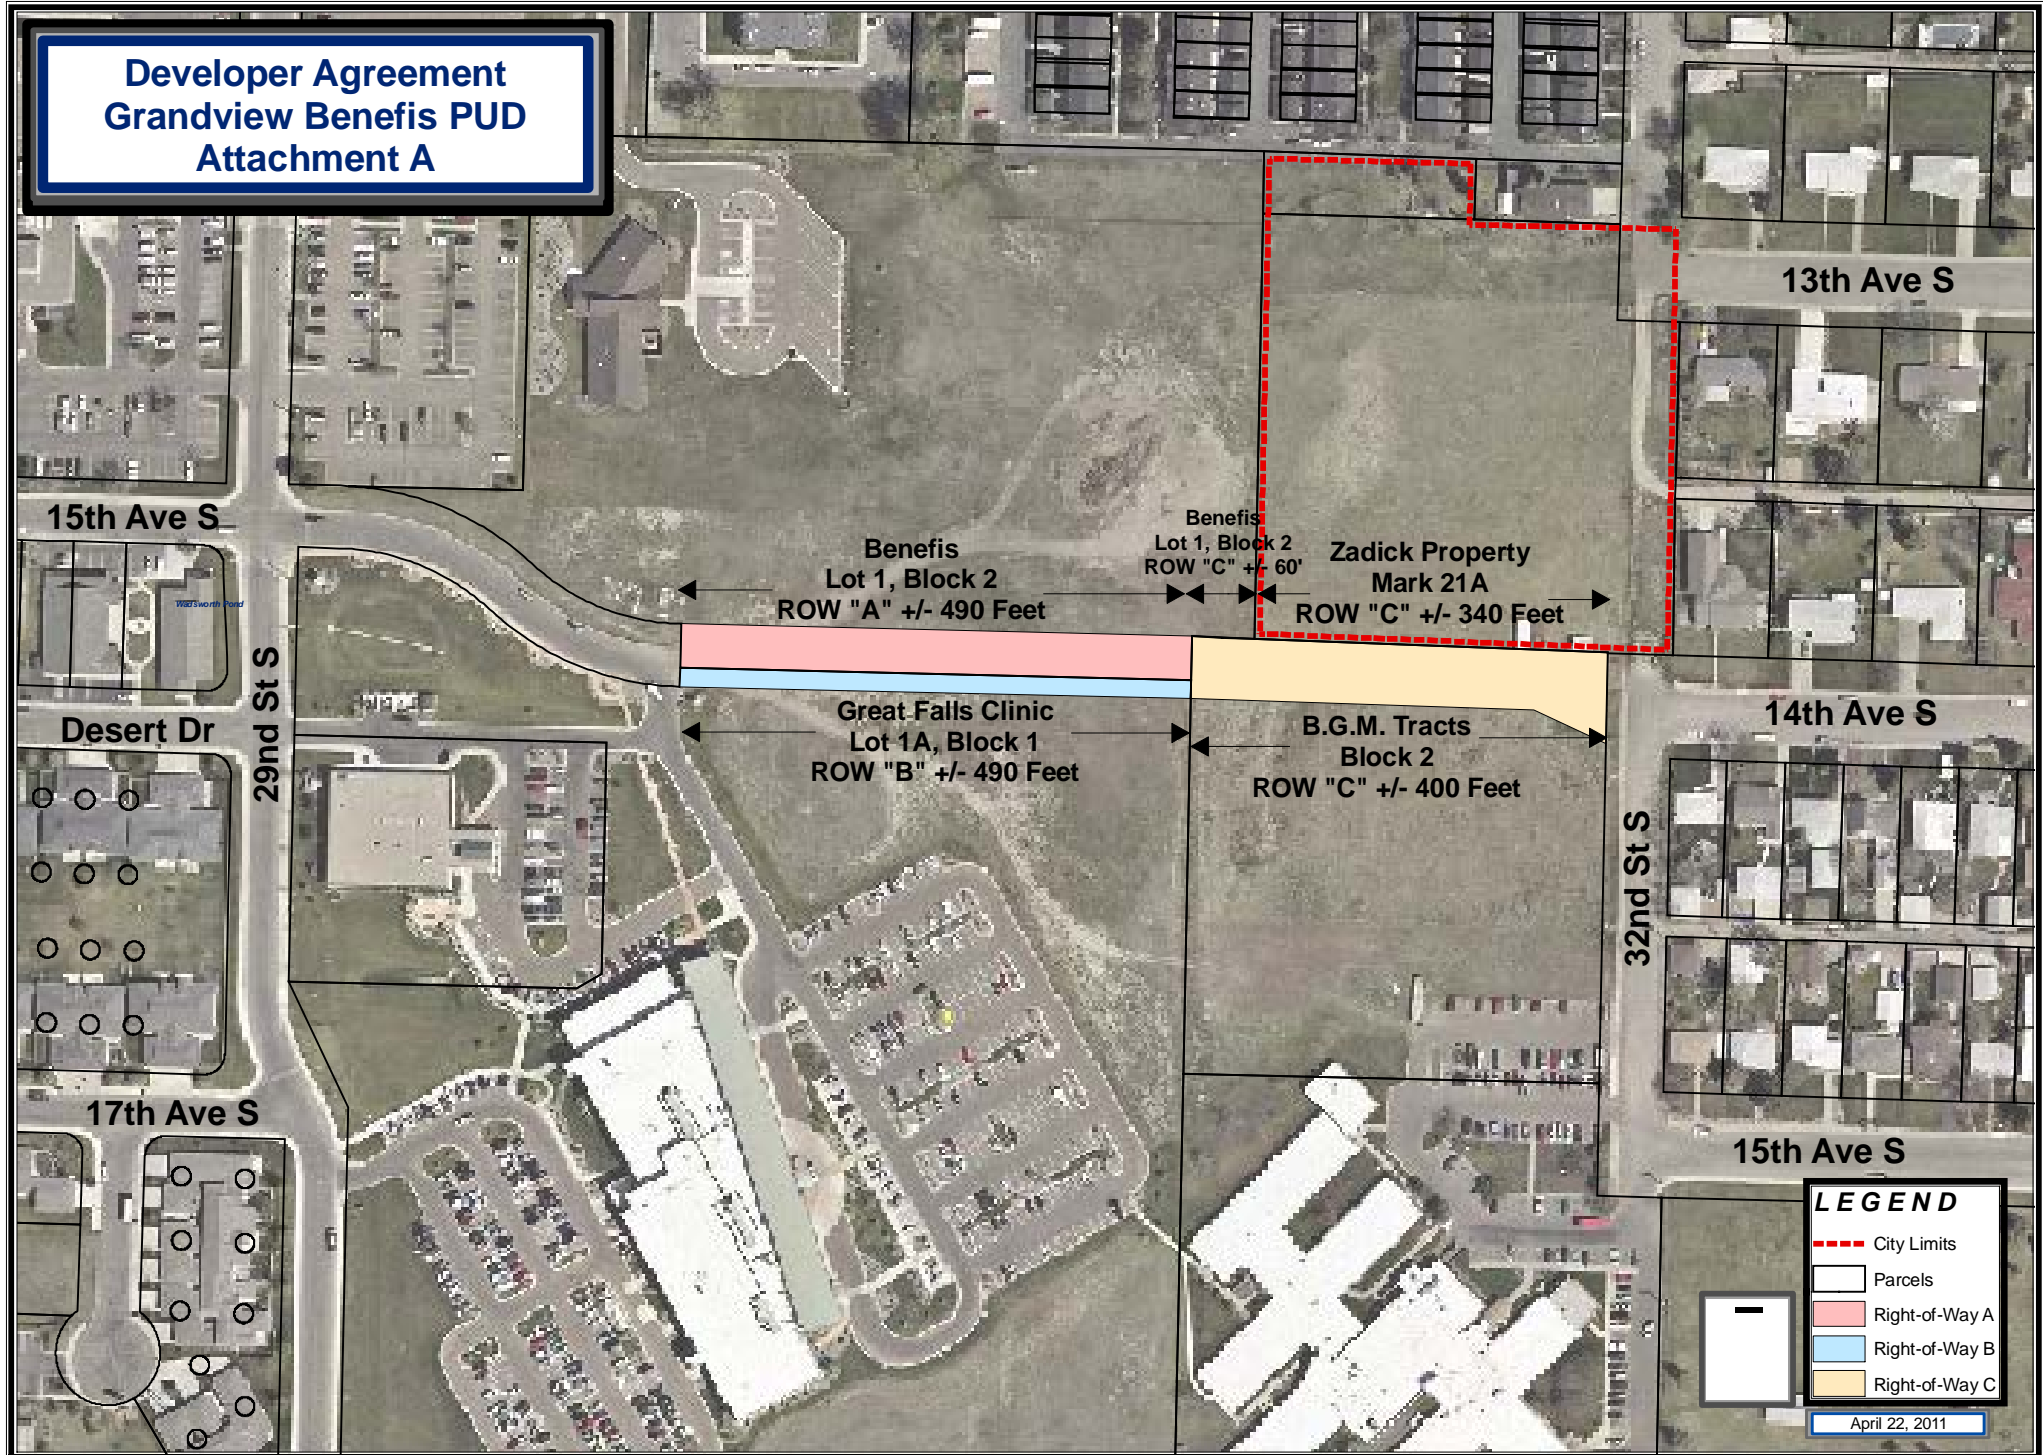 Developer Agreement
Grandview Benefis PUD
Attachment A
13th Ave S
15th Ave S
Wadsworth Pond
29nd St S
Desert Dr
17th Ave S
Benefis
Lot 1, Block 2
ROW "A" +/- 490 Feet
Benefis
Lot 1, Block 2
ROW "C" +/- 60'
Zadick Property
Mark 21A
ROW "C" +/- 340 Feet
Great Falls Clinic
Lot 1A, Block 1
ROW "B" +/- 490 Feet
B.G.M. Tracts
Block 2
ROW "C" +/- 400 Feet
14th Ave S
32nd St S
15th Ave S
LEGEND
City Limits
Parcels
Right-of-Way A
Right-of-Way B
Right-of-Way C
April 22, 2011